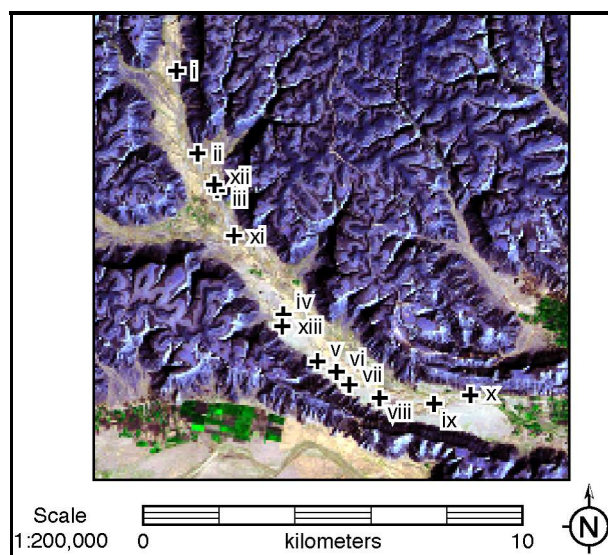 i
ii
xii
iii
xi
iv
xiii
v
vi
vii
viii
ix
x
Scale
1:200,000
0
kilometers
10
N